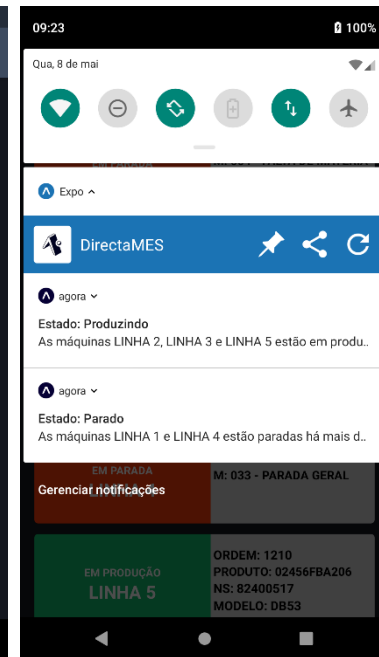 09:23
100%
Qua, 8 de mai
Expo
DirectaMES
agora
Estado: Produzindo
As máquinas LINHA 2, LINHA 3 e LINHA 5 estão em produ..
agora
Estado: Parado
As máquinas LINHA 1 e LINHA 4 estão paradas há mais d..
EM PARADA
M: 033 - PARADA GERAL
Gerenciar notificações
EM PRODUÇÃO
LINHA 5
ORDEM: 1210
PRODUTO: 02456FBA206
NS: 82400517
MODELO: DB53